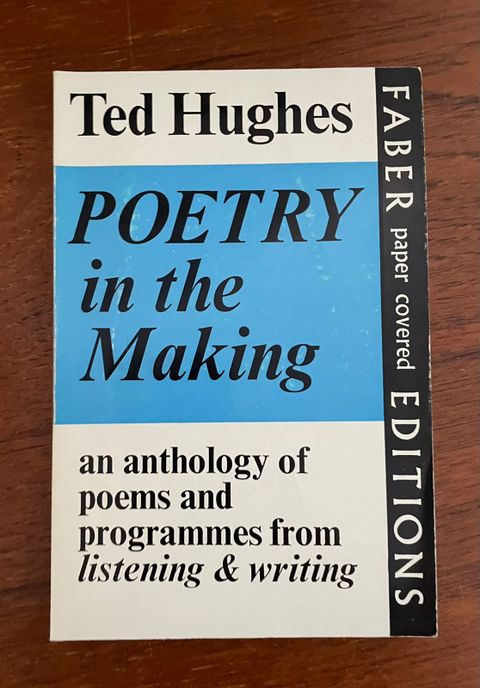 Ted Hughes
POETRY
in the
Making
an anthology of
poems and
programmes from
listening & writing
FABER paper covered EDITIONS